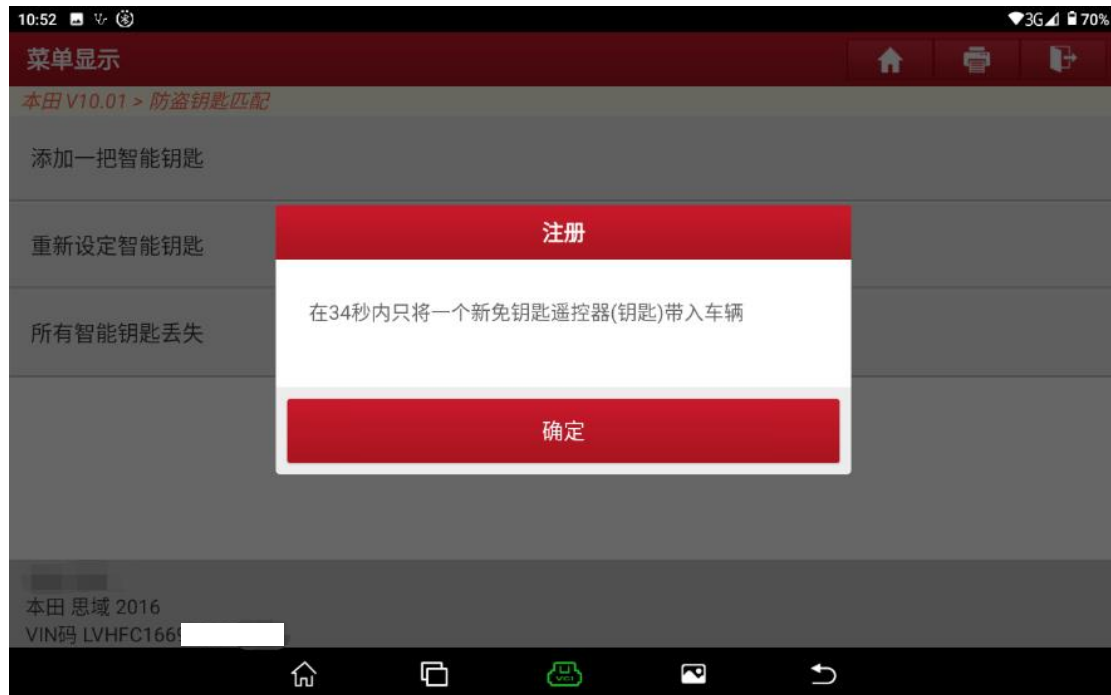 10:52
3G 70%
菜单显示
本田 V10.01 > 防盗钥匙匹配
添加一把智能钥匙
重新设定智能钥匙
所有智能钥匙丢失
注册
在34秒内只将一个新免钥匙遥控器(钥匙)带入车辆
确定
本田 思域 2016
VIN码 LVHFC166
VCI